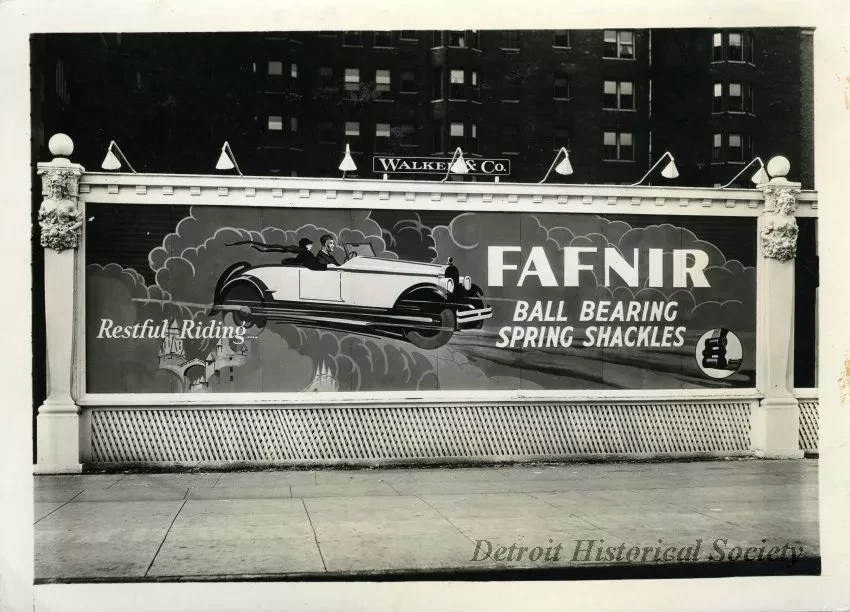 WALKER & CO.
FAFNIR
BALL BEARING
SPRING SHACKLES
Restful Riding....
Detroit Historical Society